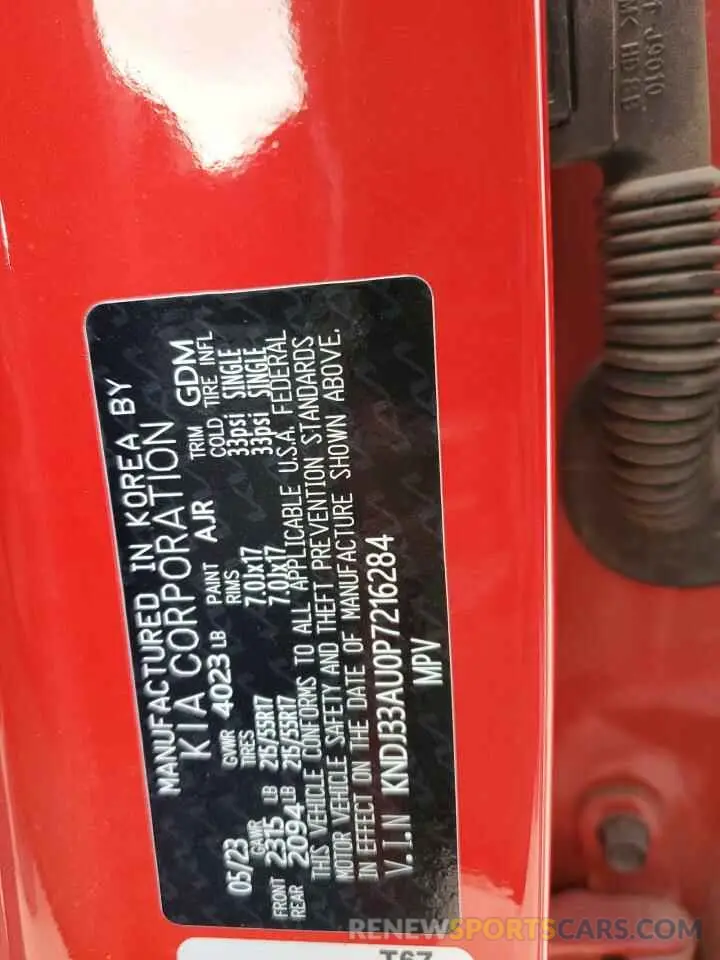 MANUFACTURED IN KOREA BY
KIA CORPORATION
05/23 GVWR 4023 LB PAINT AJR TRIM GDM
GAWR TIRES RIMS COLD TIRE INFL
FRONT 2315 LB 215/55R17 7.0Jx17 33psi SINGLE
REAR 2094 LB 215/55R17 7.0Jx17 33psi SINGLE
THIS VEHICLE CONFORMS TO ALL APPLICABLE U.S.A. FEDERAL
MOTOR VEHICLE SAFETY AND THEFT PREVENTION STANDARDS
IN EFFECT ON THE DATE OF MANUFACTURE SHOWN ABOVE.
V.I.N KNDJ33AU0P7216284
MPV
J9010
RENEWSPORTSCARS.COM